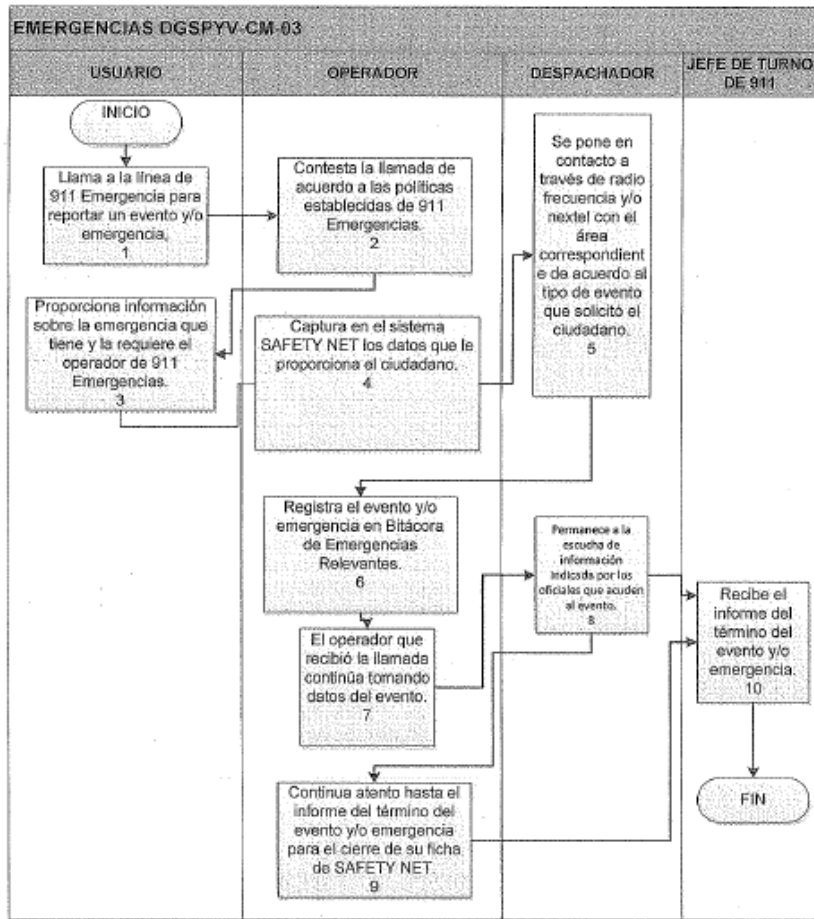 EMERGENCIAS DGSPYV-CM-03
USUARIO
OPERADOR
DESPACHADOR
JEFE DE TURNO
DE 911
INICIO
Llama a la línea de
911 Emergencia para
reportar un evento y/o
emergencia.
1
Contesta la llamada de
acuerdo a las políticas
establecidas de 911
Emergencias.
2
Proporciona información
sobre la emergencia que
tiene y la requiere el
operador de 911
Emergencias.
3
Captura en el sistema
SAFETY NET los datos que le
proporciona el ciudadano.
4
Se pone en
contacto a
través de radio
frecuencia y/o
nextel con el
área
correspondient
e de acuerdo al
tipo de evento
que solicitó el
ciudadano.
5
Registra el evento y/o
emergencia en Bitácora
de Emergencias
Relevantes.
6
El operador que
recibió la llamada
continúa tomando
datos del evento.
7
Permanece a la
escucha de
información
indicada por los
oficiales que acuden
al evento.
8
Continua atento hasta el
informe del término del
evento y/o emergencia
para el cierre de su ficha
de SAFETY NET.
9
Recibe el
informe del
término del
evento y/o
emergencia.
10
FIN